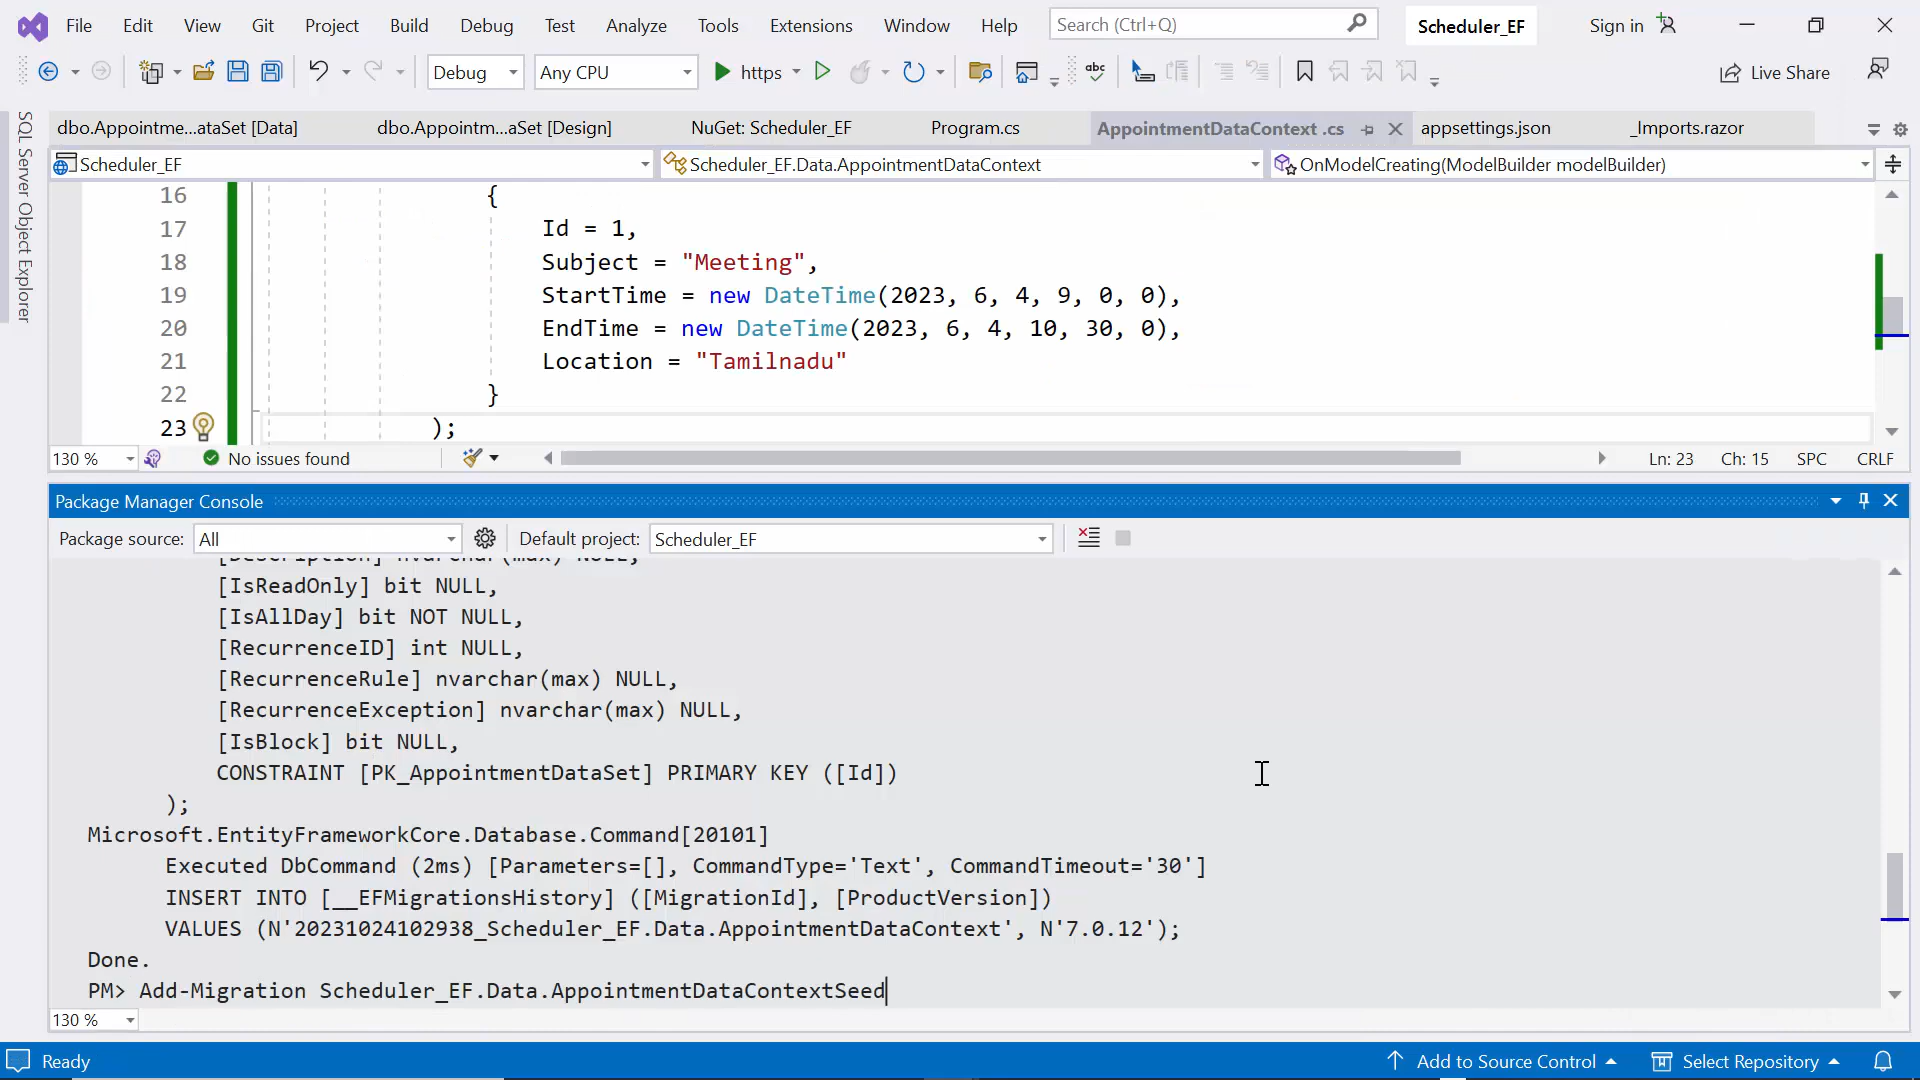 File Edit View Git Project Build Debug Test Analyze Tools Extensions Window Help Search (Ctrl+Q) Scheduler_EF Sign in
Debug Any CPU https abc Live Share
SQL Server Object Explorer
dbo.Appointme...ataSet [Data] dbo.Appointm...aSet [Design] NuGet: Scheduler_EF Program.cs AppointmentDataContext .cs appsettings.json _Imports.razor
Scheduler_EF Scheduler_EF.Data.AppointmentDataContext OnModelCreating(ModelBuilder modelBuilder)
16 {
17 Id = 1,
18 Subject = "Meeting",
19 StartTime = new DateTime(2023, 6, 4, 9, 0, 0),
20 EndTime = new DateTime(2023, 6, 4, 10, 30, 0),
21 Location = "Tamilnadu"
22 }
23 );
130 % No issues found Ln: 23 Ch: 15 SPC CRLF
Package Manager Console
Package source: All Default project: Scheduler_EF
[Description] nvarchar(max) NULL,
[IsReadOnly] bit NULL,
[IsAllDay] bit NOT NULL,
[RecurrenceID] int NULL,
[RecurrenceRule] nvarchar(max) NULL,
[RecurrenceException] nvarchar(max) NULL,
[IsBlock] bit NULL,
CONSTRAINT [PK_AppointmentDataSet] PRIMARY KEY ([Id])
);
Microsoft.EntityFrameworkCore.Database.Command[20101]
Executed DbCommand (2ms) [Parameters=[], CommandType='Text', CommandTimeout='30']
INSERT INTO [__EFMigrationsHistory] ([MigrationId], [ProductVersion])
VALUES (N'20231024102938_Scheduler_EF.Data.AppointmentDataContext', N'7.0.12');
Done.
PM> Add-Migration Scheduler_EF.Data.AppointmentDataContextSeed
130 %
Ready Add to Source Control Select Repository